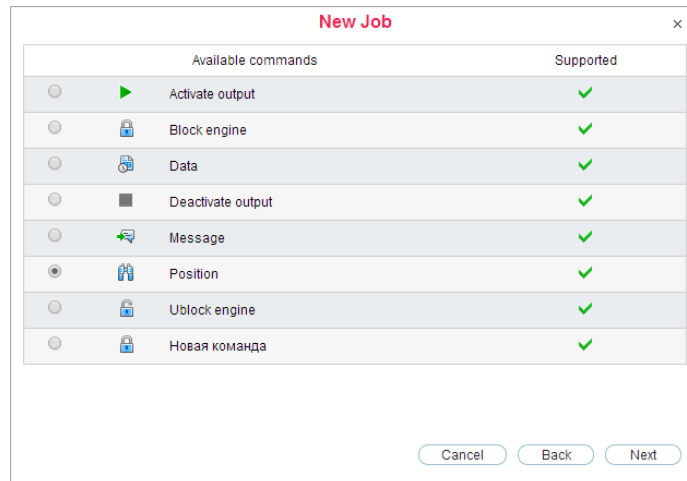 New Job
Available commands Supported
Activate output
Block engine
Data
Deactivate output
Message
Position
Ublock engine
Новая команда
Cancel Back Next